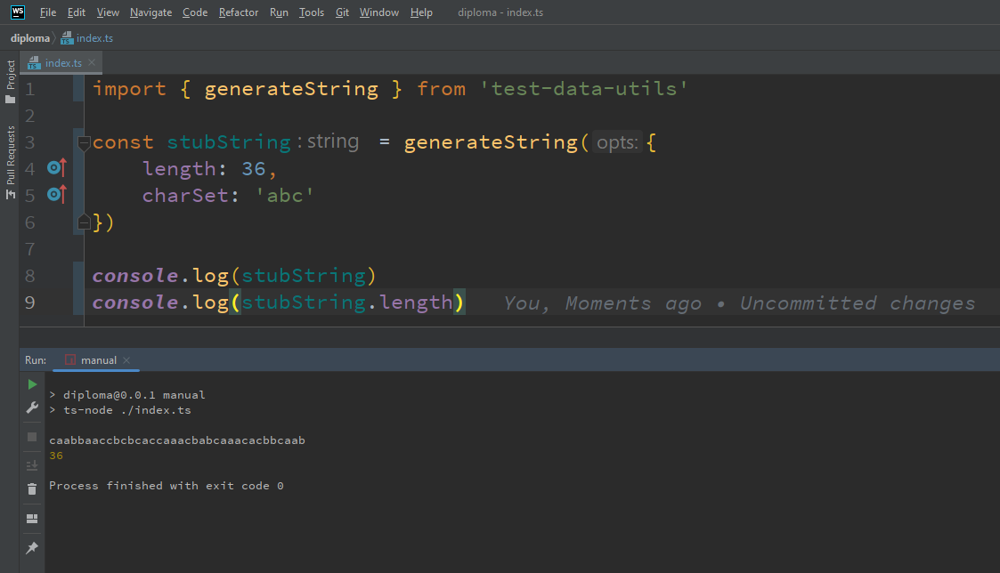 WS File Edit View Navigate Code Refactor Run Tools Git Window Help diploma - index.ts
diploma index.ts
index.ts
Project
Pull Requests
1 import { generateString } from 'test-data-utils'
2
3 const stubString : string = generateString( opts: {
4 length: 36,
5 charSet: 'abc'
6 })
7
8 console.log(stubString)
9 console.log(stubString.length) You, Moments ago • Uncommitted changes
Run: manual
> diploma@0.0.1 manual
> ts-node ./index.ts
caabbaaccbcbcaccaaacbabcaaacacbbcaab
36
Process finished with exit code 0